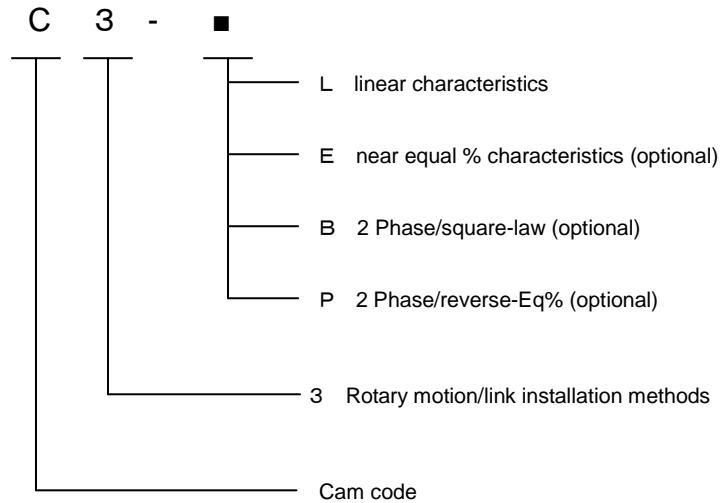 C 3 - ■
L linear characteristics
E near equal % characteristics (optional)
B 2 Phase/square-law (optional)
P 2 Phase/reverse-Eq% (optional)
3 Rotary motion/link installation methods
Cam code